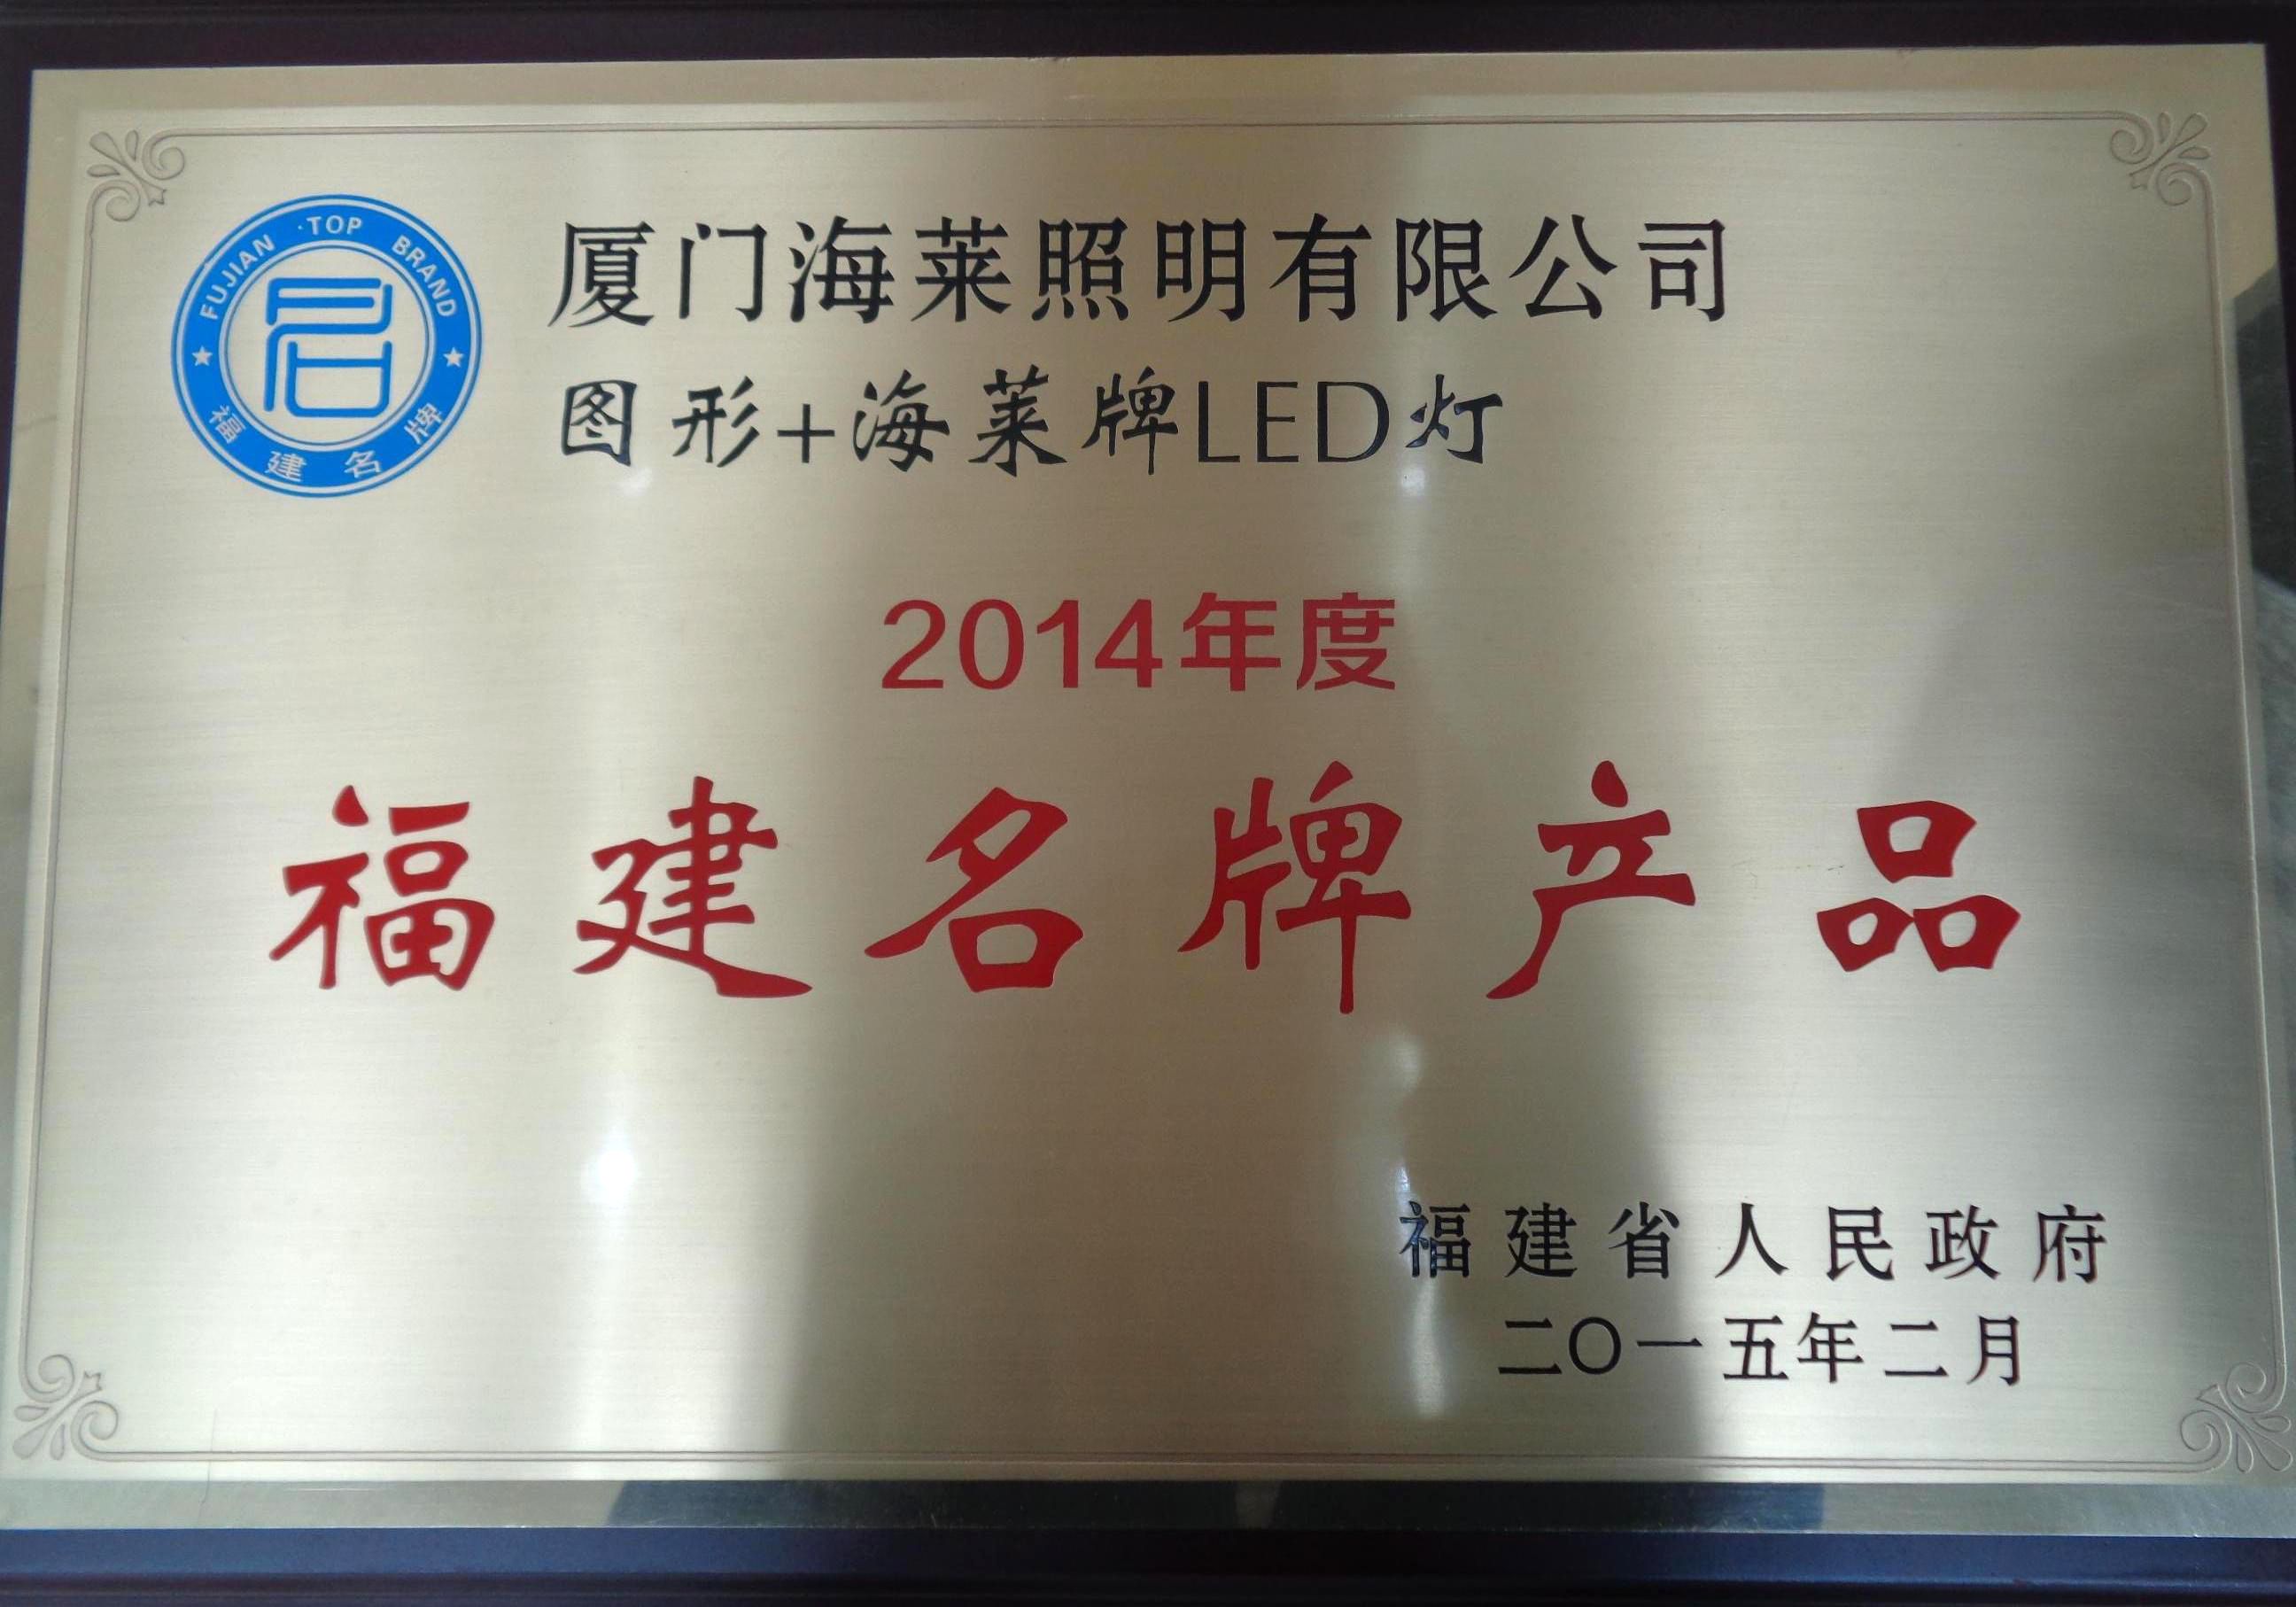 FUJIAN ·TOP BRAND
名
福建名牌
厦门海莱照明有限公司
图形+海莱牌LED灯
2014年度
福建名牌产品
福建省人民政府
二〇一五年二月